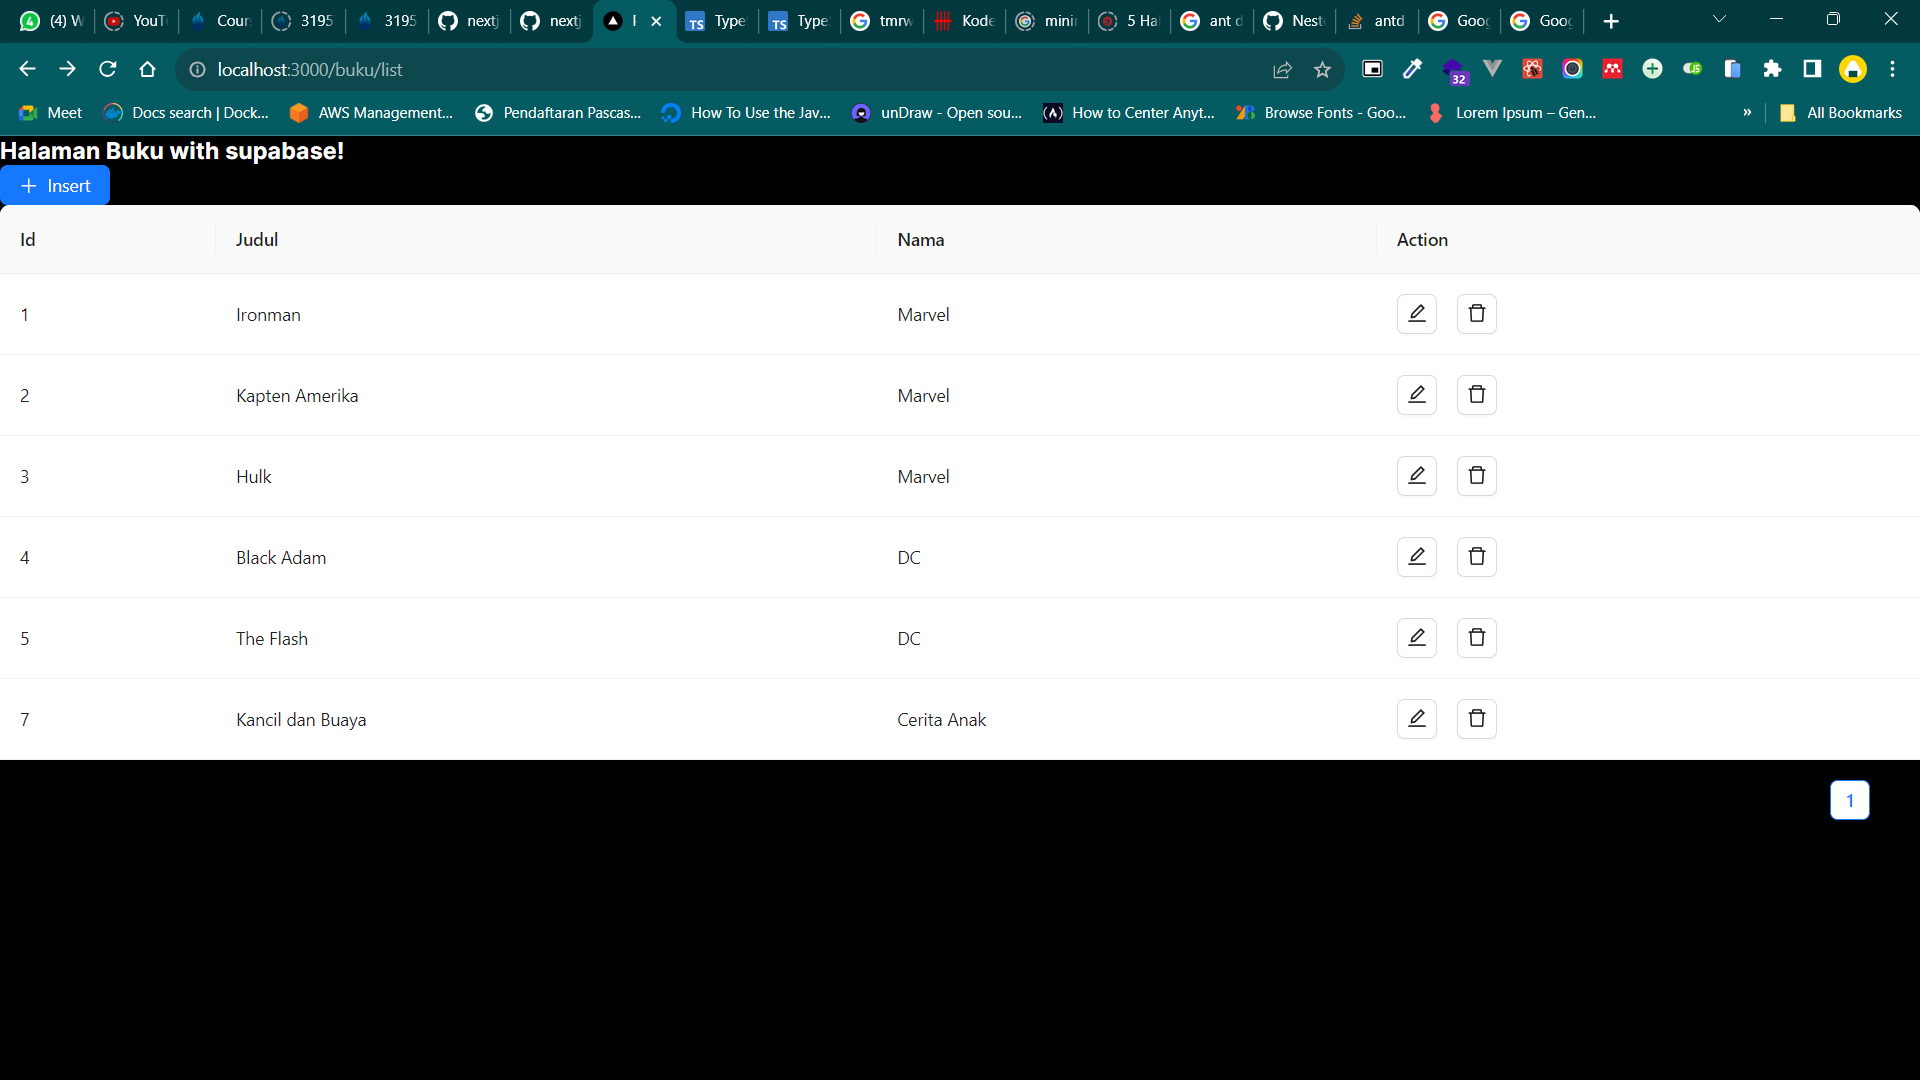 (4) W
YouT
Cour
3195
3195
nextj
nextj
Type
Type
tmrw
Kode
mini
5 Ha
ant d
Nest
antd
Goog
Goog
localhost:3000/buku/list
32
Meet
Docs search | Dock...
AWS Management...
Pendaftaran Pascas...
How To Use the Jav...
unDraw - Open sou...
How to Center Anyt...
Browse Fonts - Goo...
Lorem Ipsum – Gen...
»
All Bookmarks
Halaman Buku with supabase!
+ Insert
Id Judul Nama Action
1 Ironman Marvel
2 Kapten Amerika Marvel
3 Hulk Marvel
4 Black Adam DC
5 The Flash DC
7 Kancil dan Buaya Cerita Anak
1